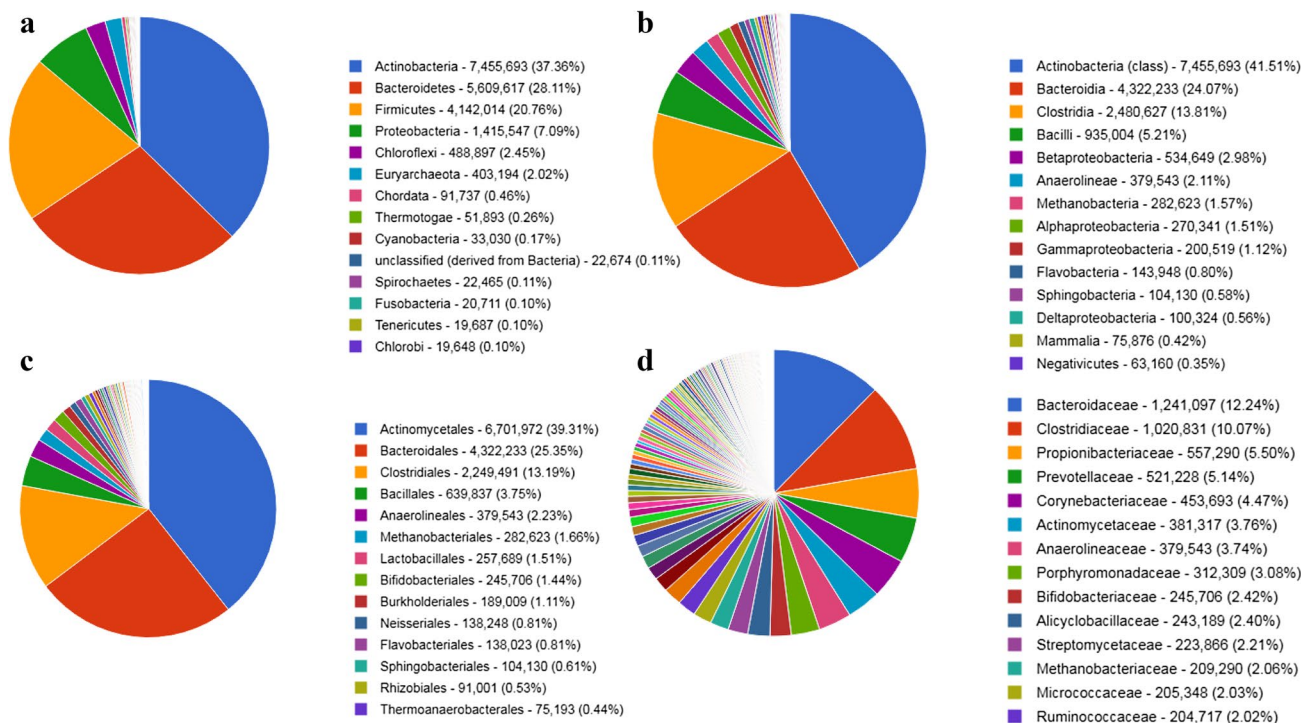 a
Actinobacteria - 7,455,693 (37.36%)
Bacteroidetes - 5,609,617 (28.11%)
Firmicutes - 4,142,014 (20.76%)
Proteobacteria - 1,415,547 (7.09%)
Chloroflexi - 488,897 (2.45%)
Euryarchaeota - 403,194 (2.02%)
Chordata - 91,737 (0.46%)
Thermotogae - 51,893 (0.26%)
Cyanobacteria - 33,030 (0.17%)
unclassified (derived from Bacteria) - 22,674 (0.11%)
Spirochaetes - 22,465 (0.11%)
Fusobacteria - 20,711 (0.10%)
Tenericutes - 19,687 (0.10%)
Chlorobi - 19,648 (0.10%)
b
Actinobacteria (class) - 7,455,693 (41.51%)
Bacteroidia - 4,322,233 (24.07%)
Clostridia - 2,480,627 (13.81%)
Bacilli - 935,004 (5.21%)
Betaproteobacteria - 534,649 (2.98%)
Anaerolineae - 379,543 (2.11%)
Methanobacteria - 282,623 (1.57%)
Alphaproteobacteria - 270,341 (1.51%)
Gammaproteobacteria - 200,519 (1.12%)
Flavobacteria - 143,948 (0.80%)
Sphingobacteria - 104,130 (0.58%)
Deltaproteobacteria - 100,324 (0.56%)
Mammalia - 75,876 (0.42%)
Negativicutes - 63,160 (0.35%)
c
Actinomycetales - 6,701,972 (39.31%)
Bacteroidales - 4,322,233 (25.35%)
Clostridiales - 2,249,491 (13.19%)
Bacillales - 639,837 (3.75%)
Anaerolineales - 379,543 (2.23%)
Methanobacteriales - 282,623 (1.66%)
Lactobacillales - 257,689 (1.51%)
Bifidobacteriales - 245,706 (1.44%)
Burkholderiales - 189,009 (1.11%)
Neisseriales - 138,248 (0.81%)
Flavobacteriales - 138,023 (0.81%)
Sphingobacteriales - 104,130 (0.61%)
Rhizobiales - 91,001 (0.53%)
Thermoanaerobacterales - 75,193 (0.44%)
d
Bacteroidaceae - 1,241,097 (12.24%)
Clostridiaceae - 1,020,831 (10.07%)
Propionibacteriaceae - 557,290 (5.50%)
Prevotellaceae - 521,228 (5.14%)
Corynebacteriaceae - 453,693 (4.47%)
Actinomycetaceae - 381,317 (3.76%)
Anaerolineaceae - 379,543 (3.74%)
Porphyromonadaceae - 312,309 (3.08%)
Bifidobacteriaceae - 245,706 (2.42%)
Alicyclobacillaceae - 243,189 (2.40%)
Streptomycetaceae - 223,866 (2.21%)
Methanobacteriaceae - 209,290 (2.06%)
Micrococcaceae - 205,348 (2.03%)
Ruminococcaceae - 204,717 (2.02%)